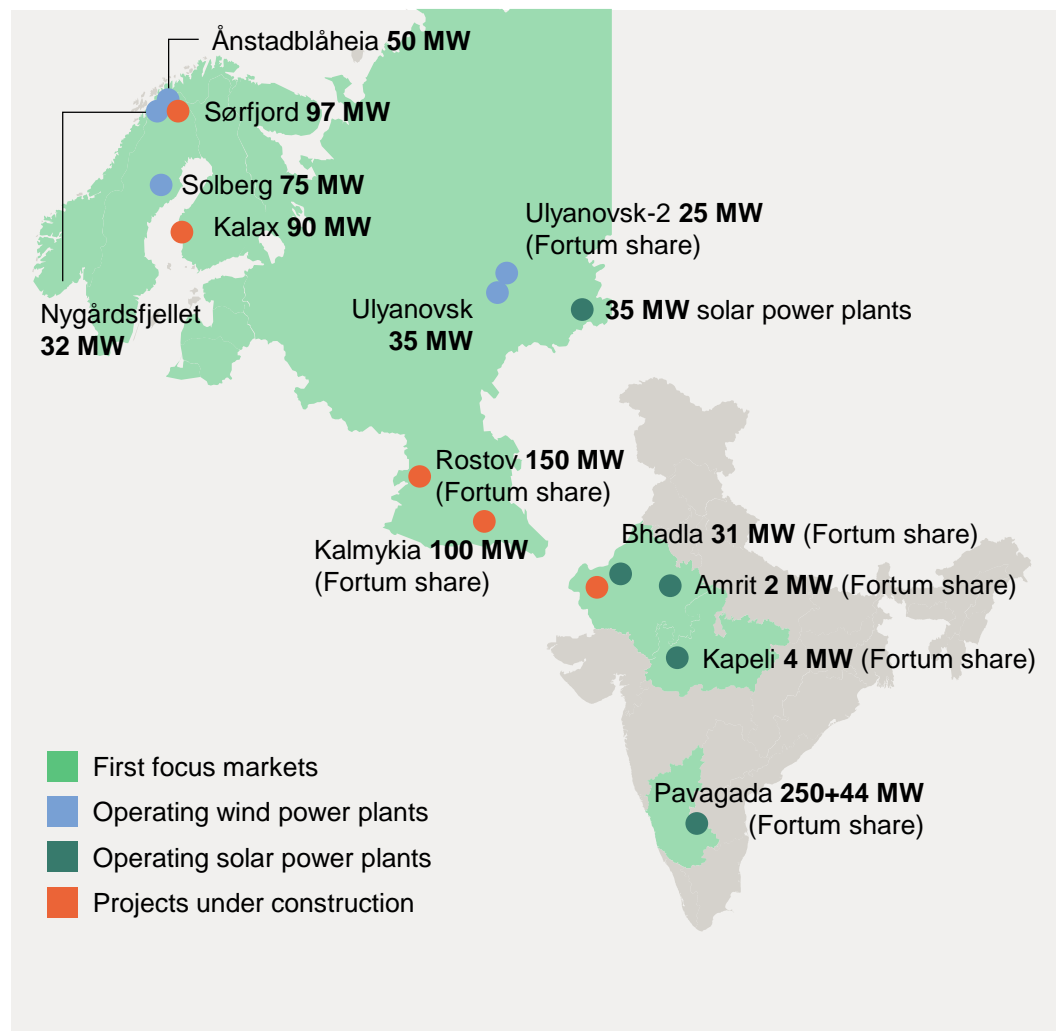 Ånstadblåheia 50 MW
Sørfjord 97 MW
Solberg 75 MW
Kalax 90 MW
Nygårdsfjellet
32 MW
Ulyanovsk-2 25 MW
(Fortum share)
Ulyanovsk
35 MW
35 MW solar power plants
Rostov 150 MW
(Fortum share)
Kalmykia 100 MW
(Fortum share)
Bhadla 31 MW (Fortum share)
Amrit 2 MW (Fortum share)
Kapeli 4 MW (Fortum share)
Pavagada 250+44 MW
(Fortum share)
First focus markets
Operating wind power plants
Operating solar power plants
Projects under construction